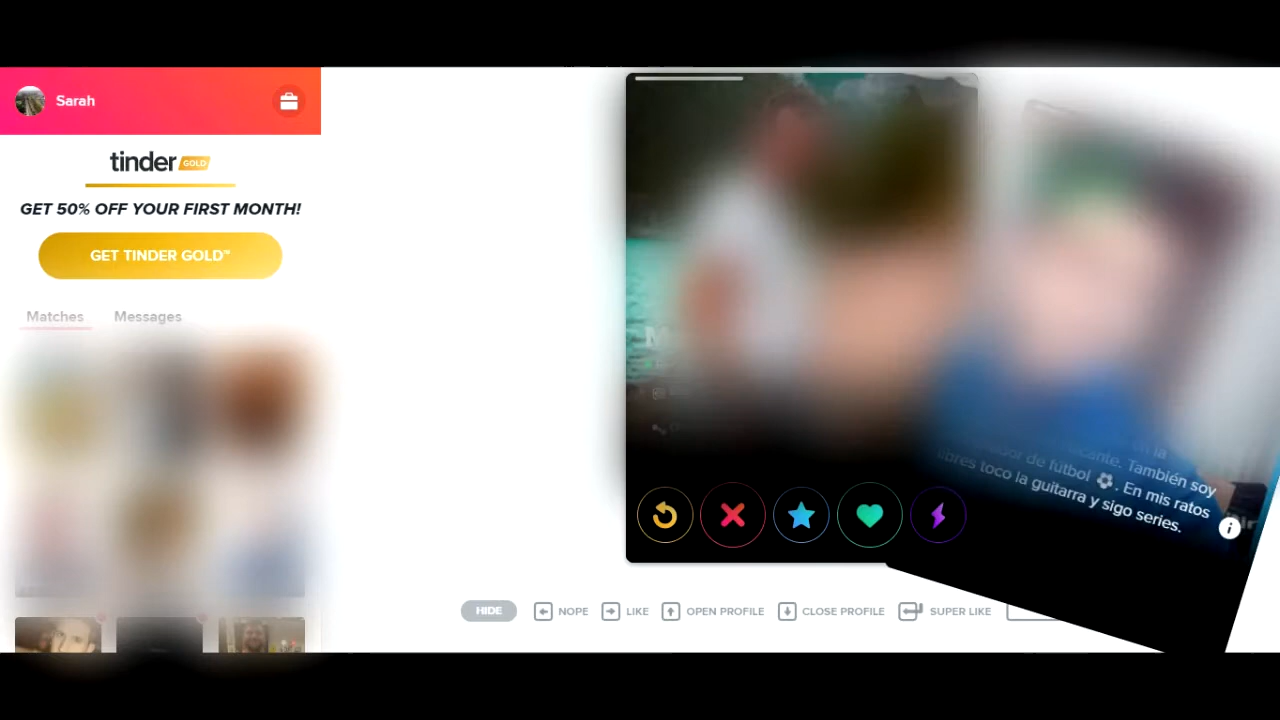 Sarah
tinder GOLD
GET 50% OFF YOUR FIRST MONTH!
GET TINDER GOLD™
Matches Messages
de fútbol ⚽. También soy
libres toco la guitarra y sigo series. En mis ratos
HIDE NOPE LIKE OPEN PROFILE CLOSE PROFILE SUPER LIKE